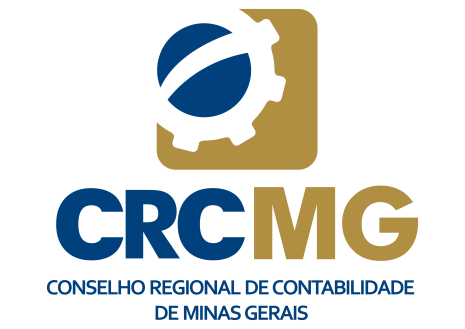 CRCMG
CONSELHO REGIONAL DE CONTABILIDADE
DE MINAS GERAIS